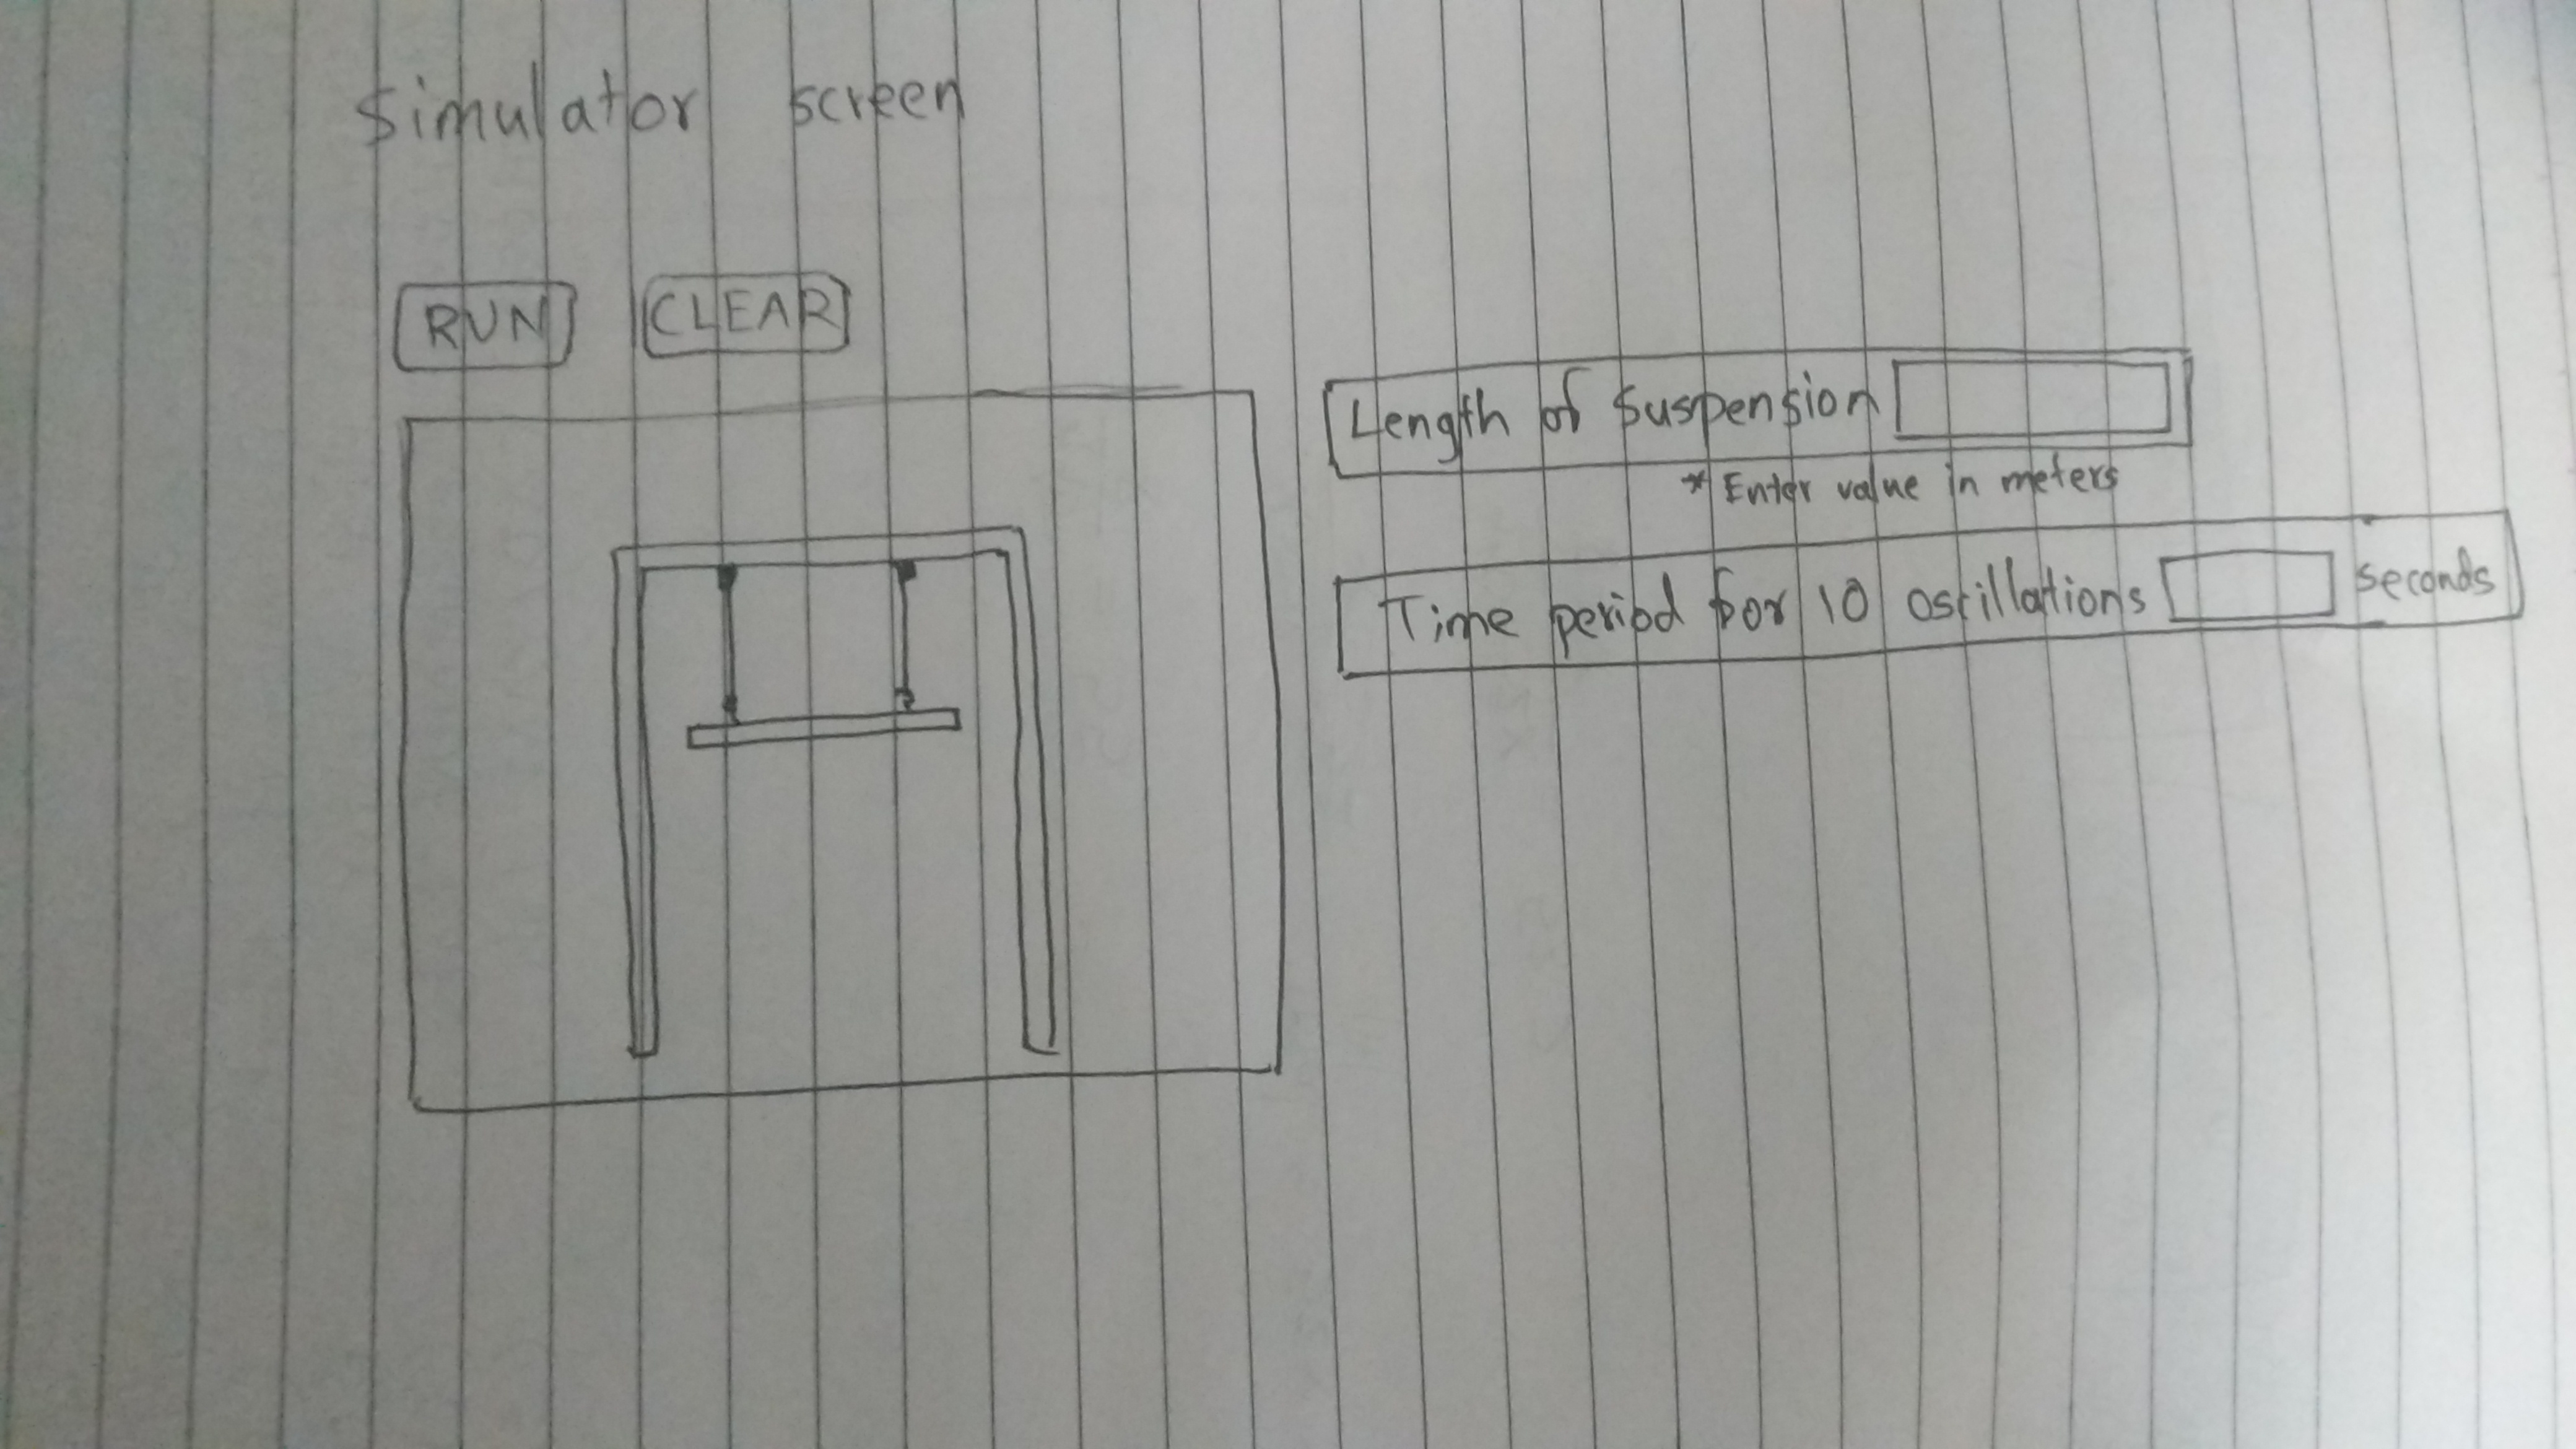 Simulator screen
RUN CLEAR
Length of Suspension
* Enter value in meters
Time period for 10 oscillations seconds